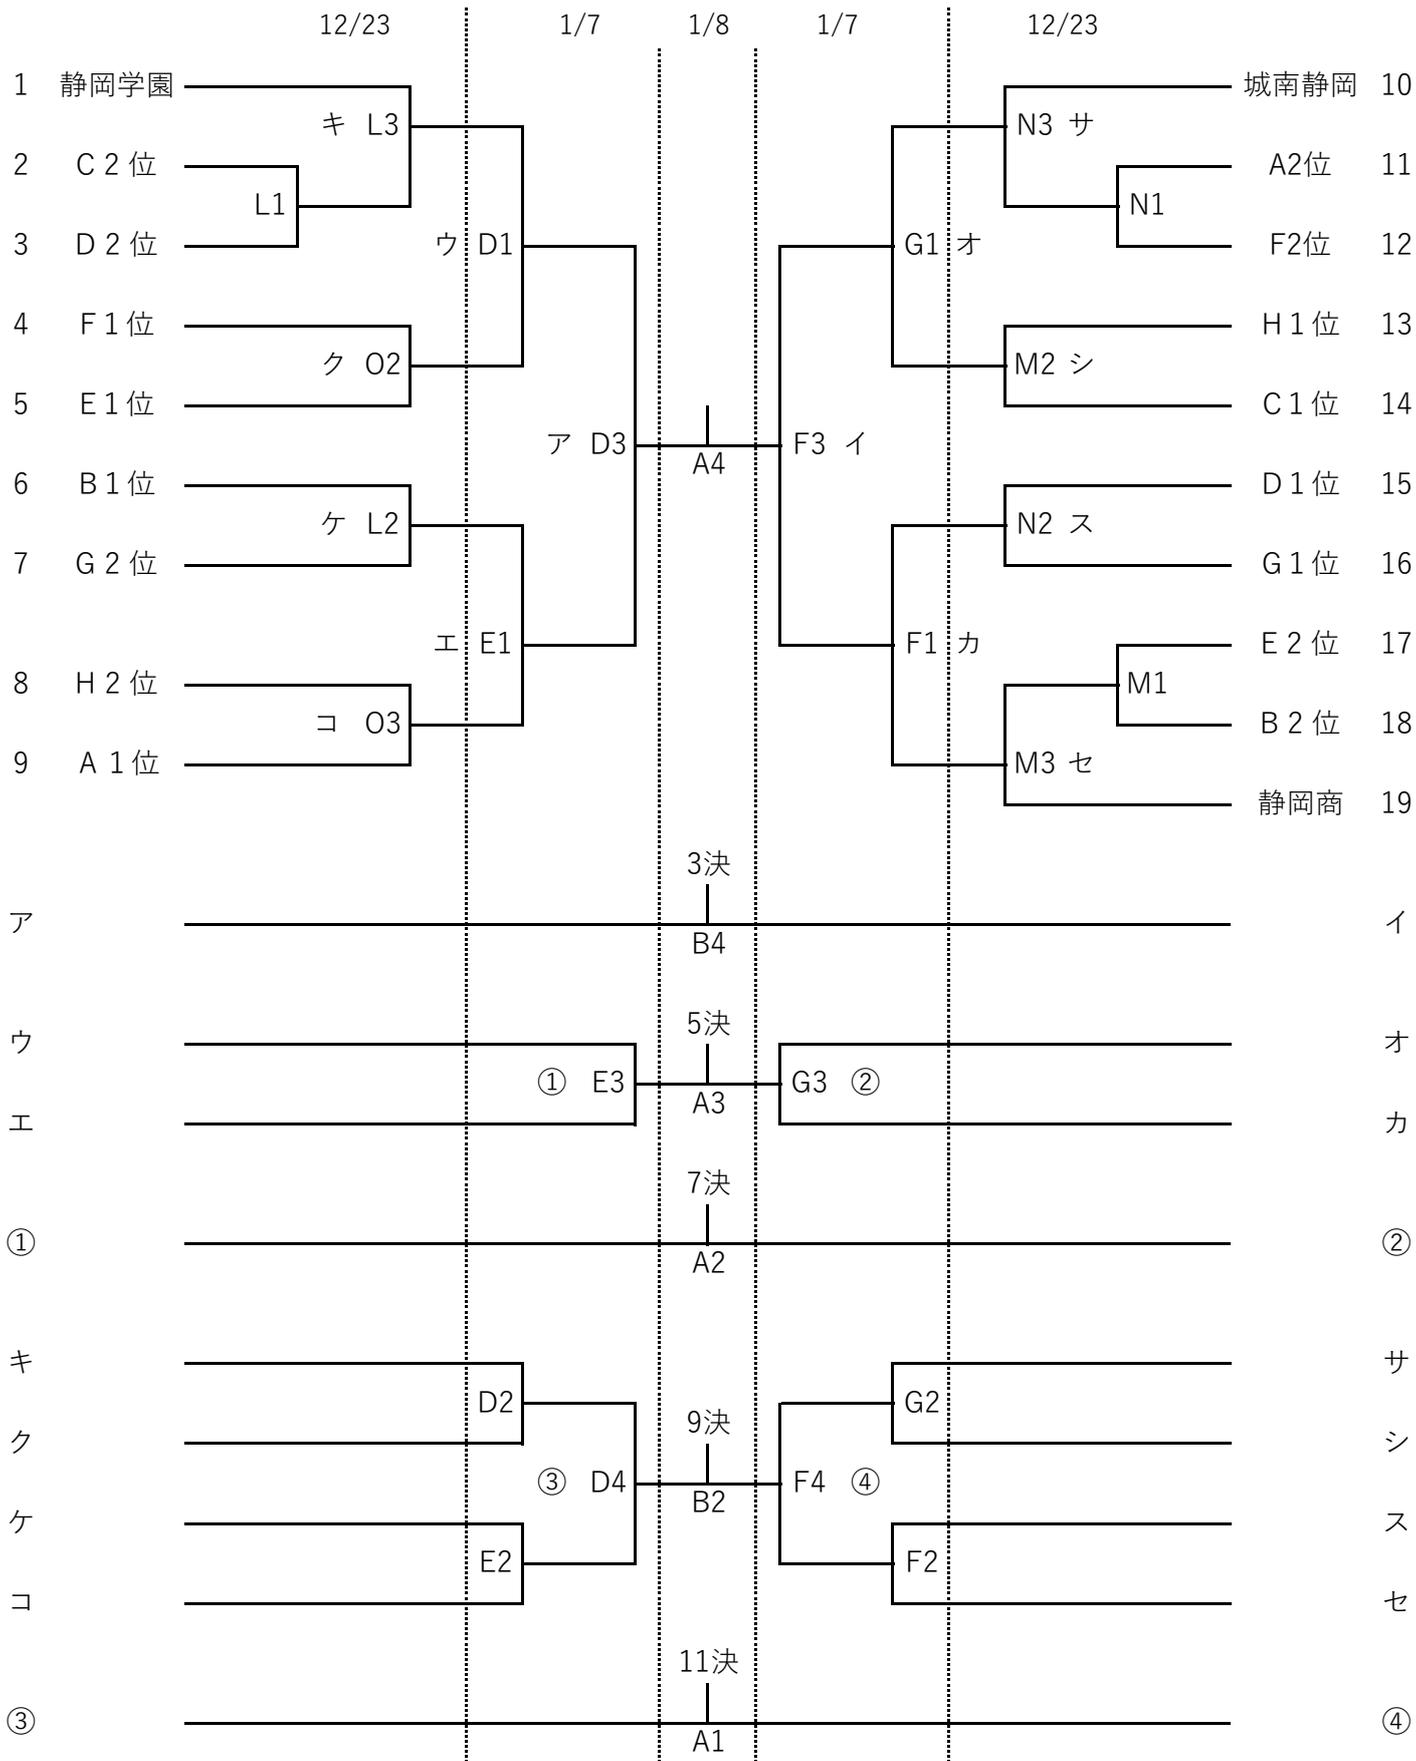 12/23 1/7 1/8 1/7 12/23
1 静岡学園 城南静岡 10
キ L3 N3 サ
2 C 2 位 A2位 11
L1 N1
3 D 2 位 ウ D1 G1 オ F2位 12
4 F 1 位 H 1 位 13
ク O2 M2 シ
5 E 1 位 C 1 位 14
ア D3 F3 イ
A4
6 B 1 位 D 1 位 15
ケ L2 N2 ス
7 G 2 位 G 1 位 16
エ E1 F1 カ E 2 位 17
8 H 2 位 M1
コ O3 B 2 位 18
9 A 1 位 M3 セ
静岡商 19
3決
ア イ
B4
5決
ウ オ
① E3 G3 ②
A3
エ カ
7決
① ②
A2
キ サ
D2 G2
9決
ク シ
③ D4 F4 ④
B2
ケ ス
E2 F2
コ セ
11決
③ ④
A1